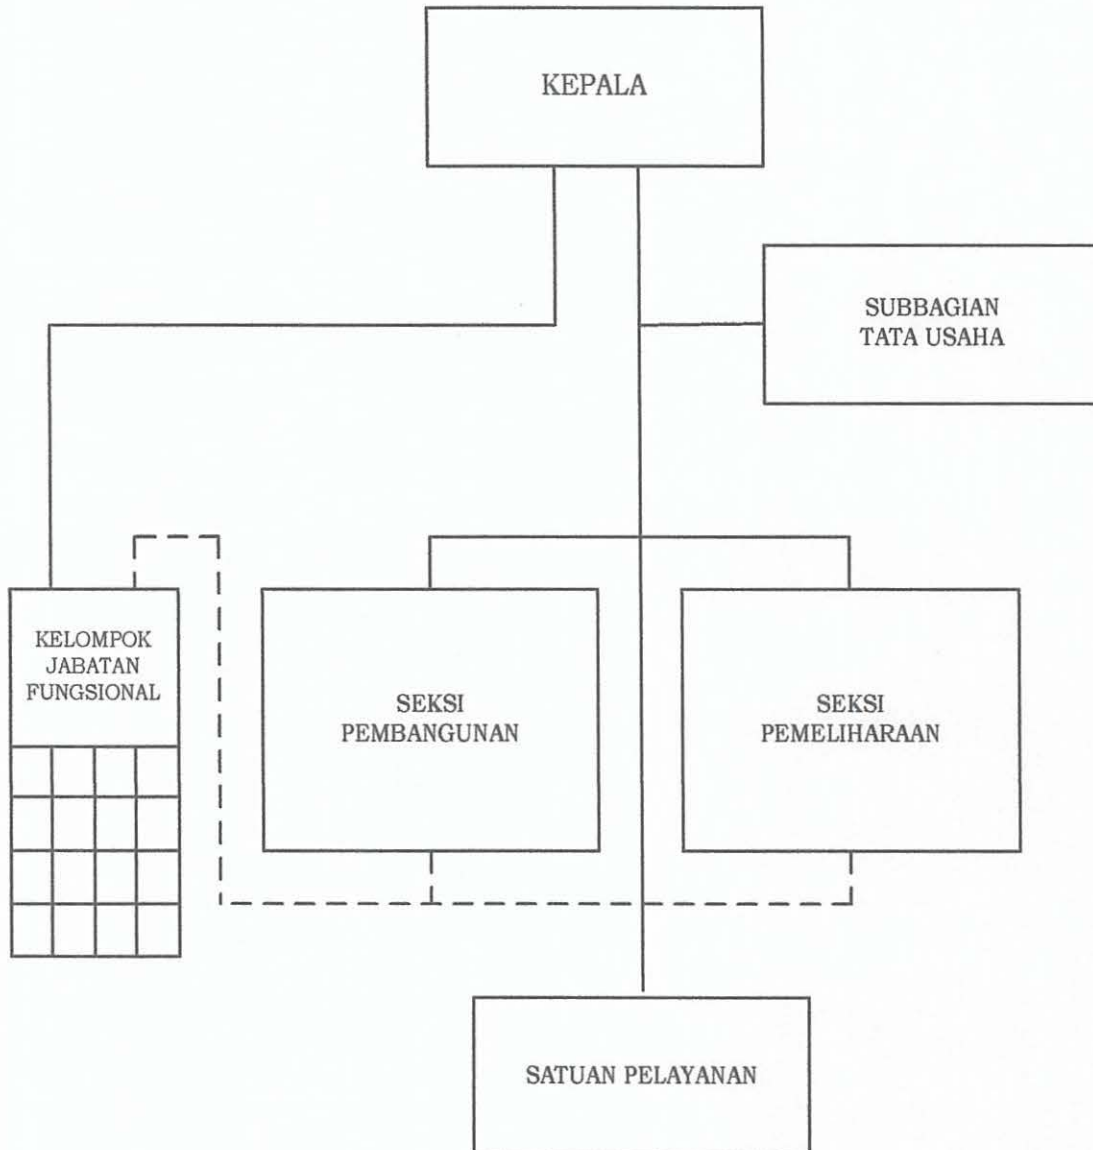 KEPALA
SUBBAGIAN
TATA USAHA
KELOMPOK
JABATAN
FUNGSIONAL
SEKSI
PEMBANGUNAN
SEKSI
PEMELIHARAAN
SATUAN PELAYANAN